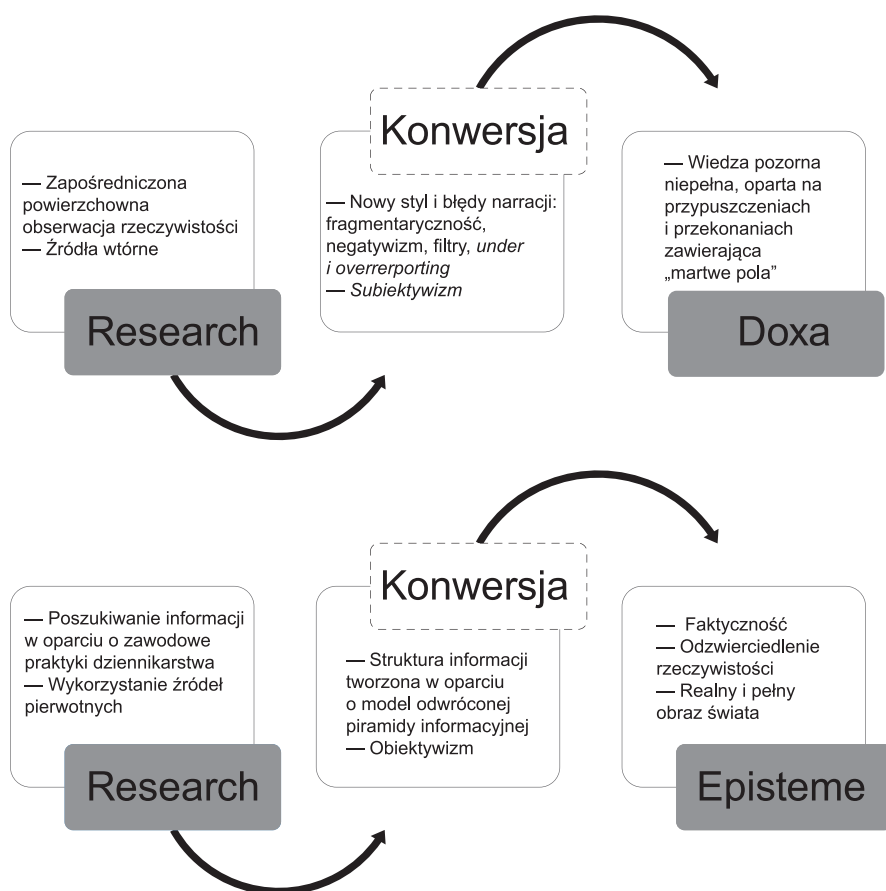 Konwersja
— Zapośredniczona
powierzchowna
obserwacja rzeczywistości
— Źródła wtórne
Research
— Nowy styl i błędy narracji:
fragmentaryczność,
negatywizm, filtry, under
i overrerporting
— Subiektywizm
— Wiedza pozorna
niepełna, oparta na
przypuszczeniach
i przekonaniach
zawierająca
„martwe pola”
Doxa
Konwersja
— Poszukiwanie informacji
w oparciu o zawodowe
praktyki dziennikarstwa
— Wykorzystanie źródeł
pierwotnych
Research
— Struktura informacji
tworzona w oparciu
o model odwróconej
piramidy informacyjnej
— Obiektywizm
— Faktyczność
— Odzwierciedlenie
rzeczywistości
— Realny i pełny
obraz świata
Episteme